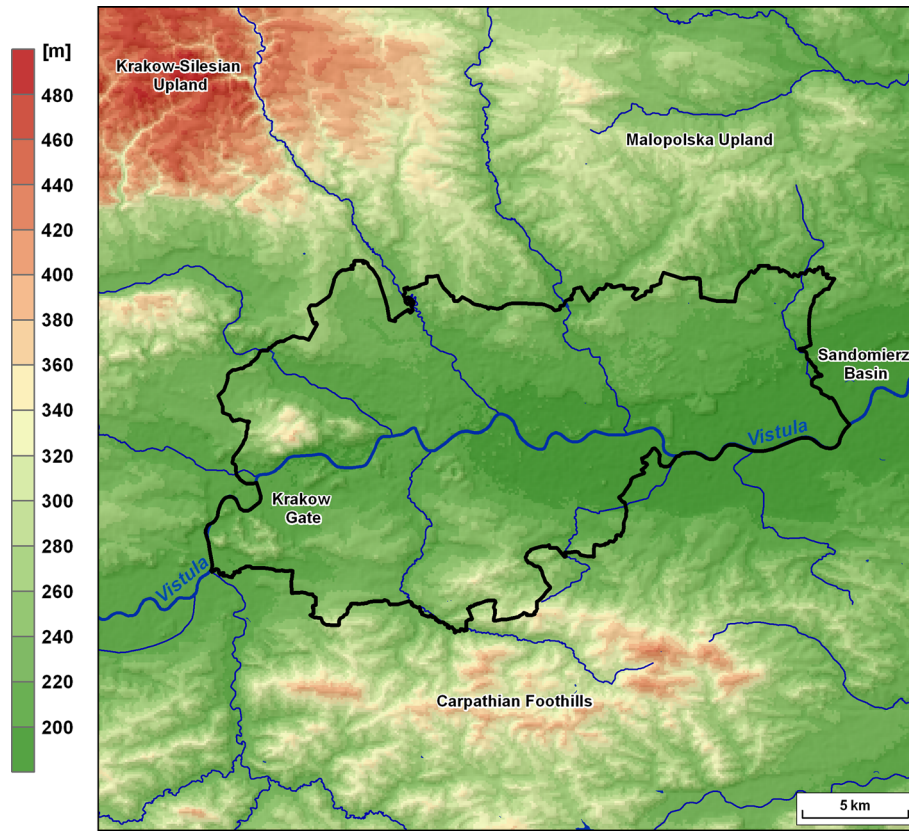 [m]
480
460
440
420
400
380
360
340
320
300
280
260
240
220
200
Krakow-Silesian
Upland
Malopolska Upland
Sandomierz
Basin
Vistula
Krakow
Gate
Vistula
Carpathian Foothills
5 km